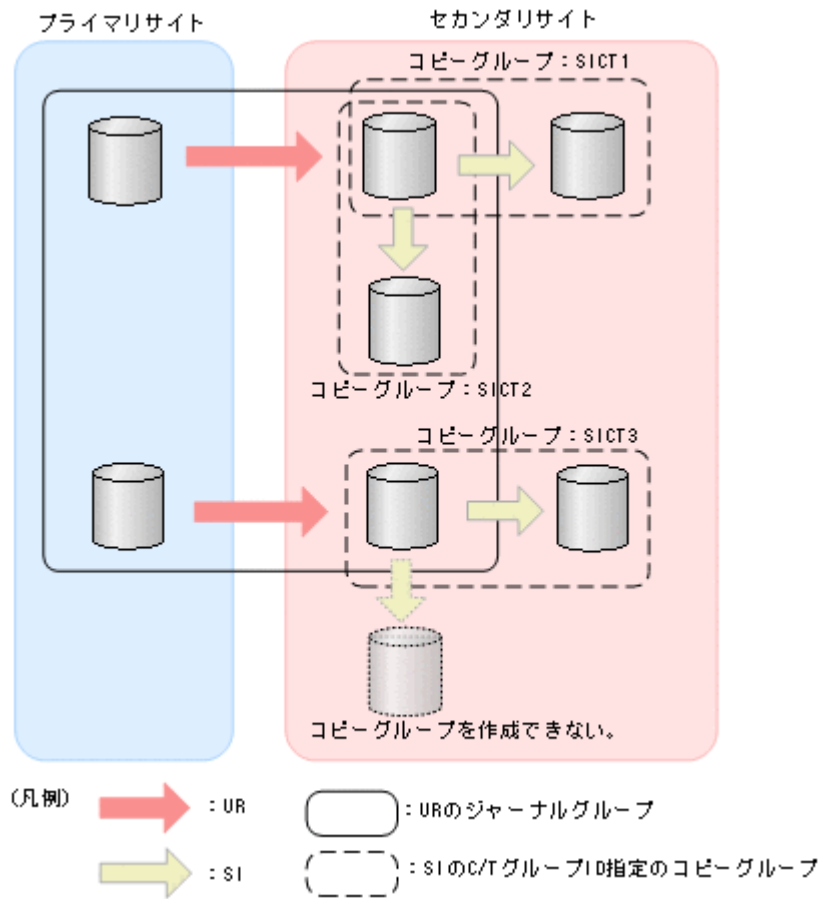 プライマリサイト
セカンダリサイト
コピーグループ：SICT1
コピーグループ：SICT2
コピーグループ：SICT3
コピーグループを作成できない。
(凡例)
：UR
：URのジャーナルグループ
：SI
：SIのC/TグループID指定のコピーグループ